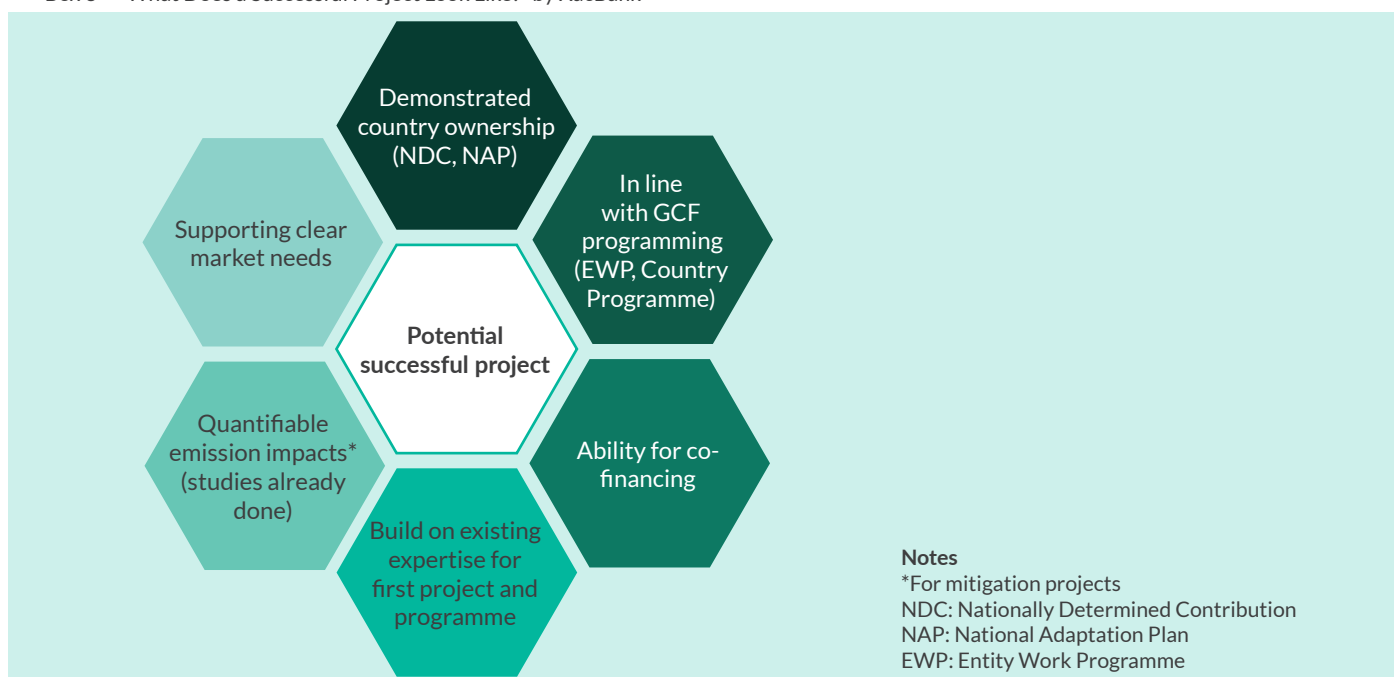 Demonstrated
country ownership
(NDC, NAP)
In line
with GCF
programming
(EWP, Country
Programme)
Supporting clear
market needs
Potential
successful project
Quantifiable
emission impacts*
(studies already
done)
Ability for co-
financing
Build on existing
expertise for
first project and
programme
Notes
*For mitigation projects
NDC: Nationally Determined Contribution
NAP: National Adaptation Plan
EWP: Entity Work Programme